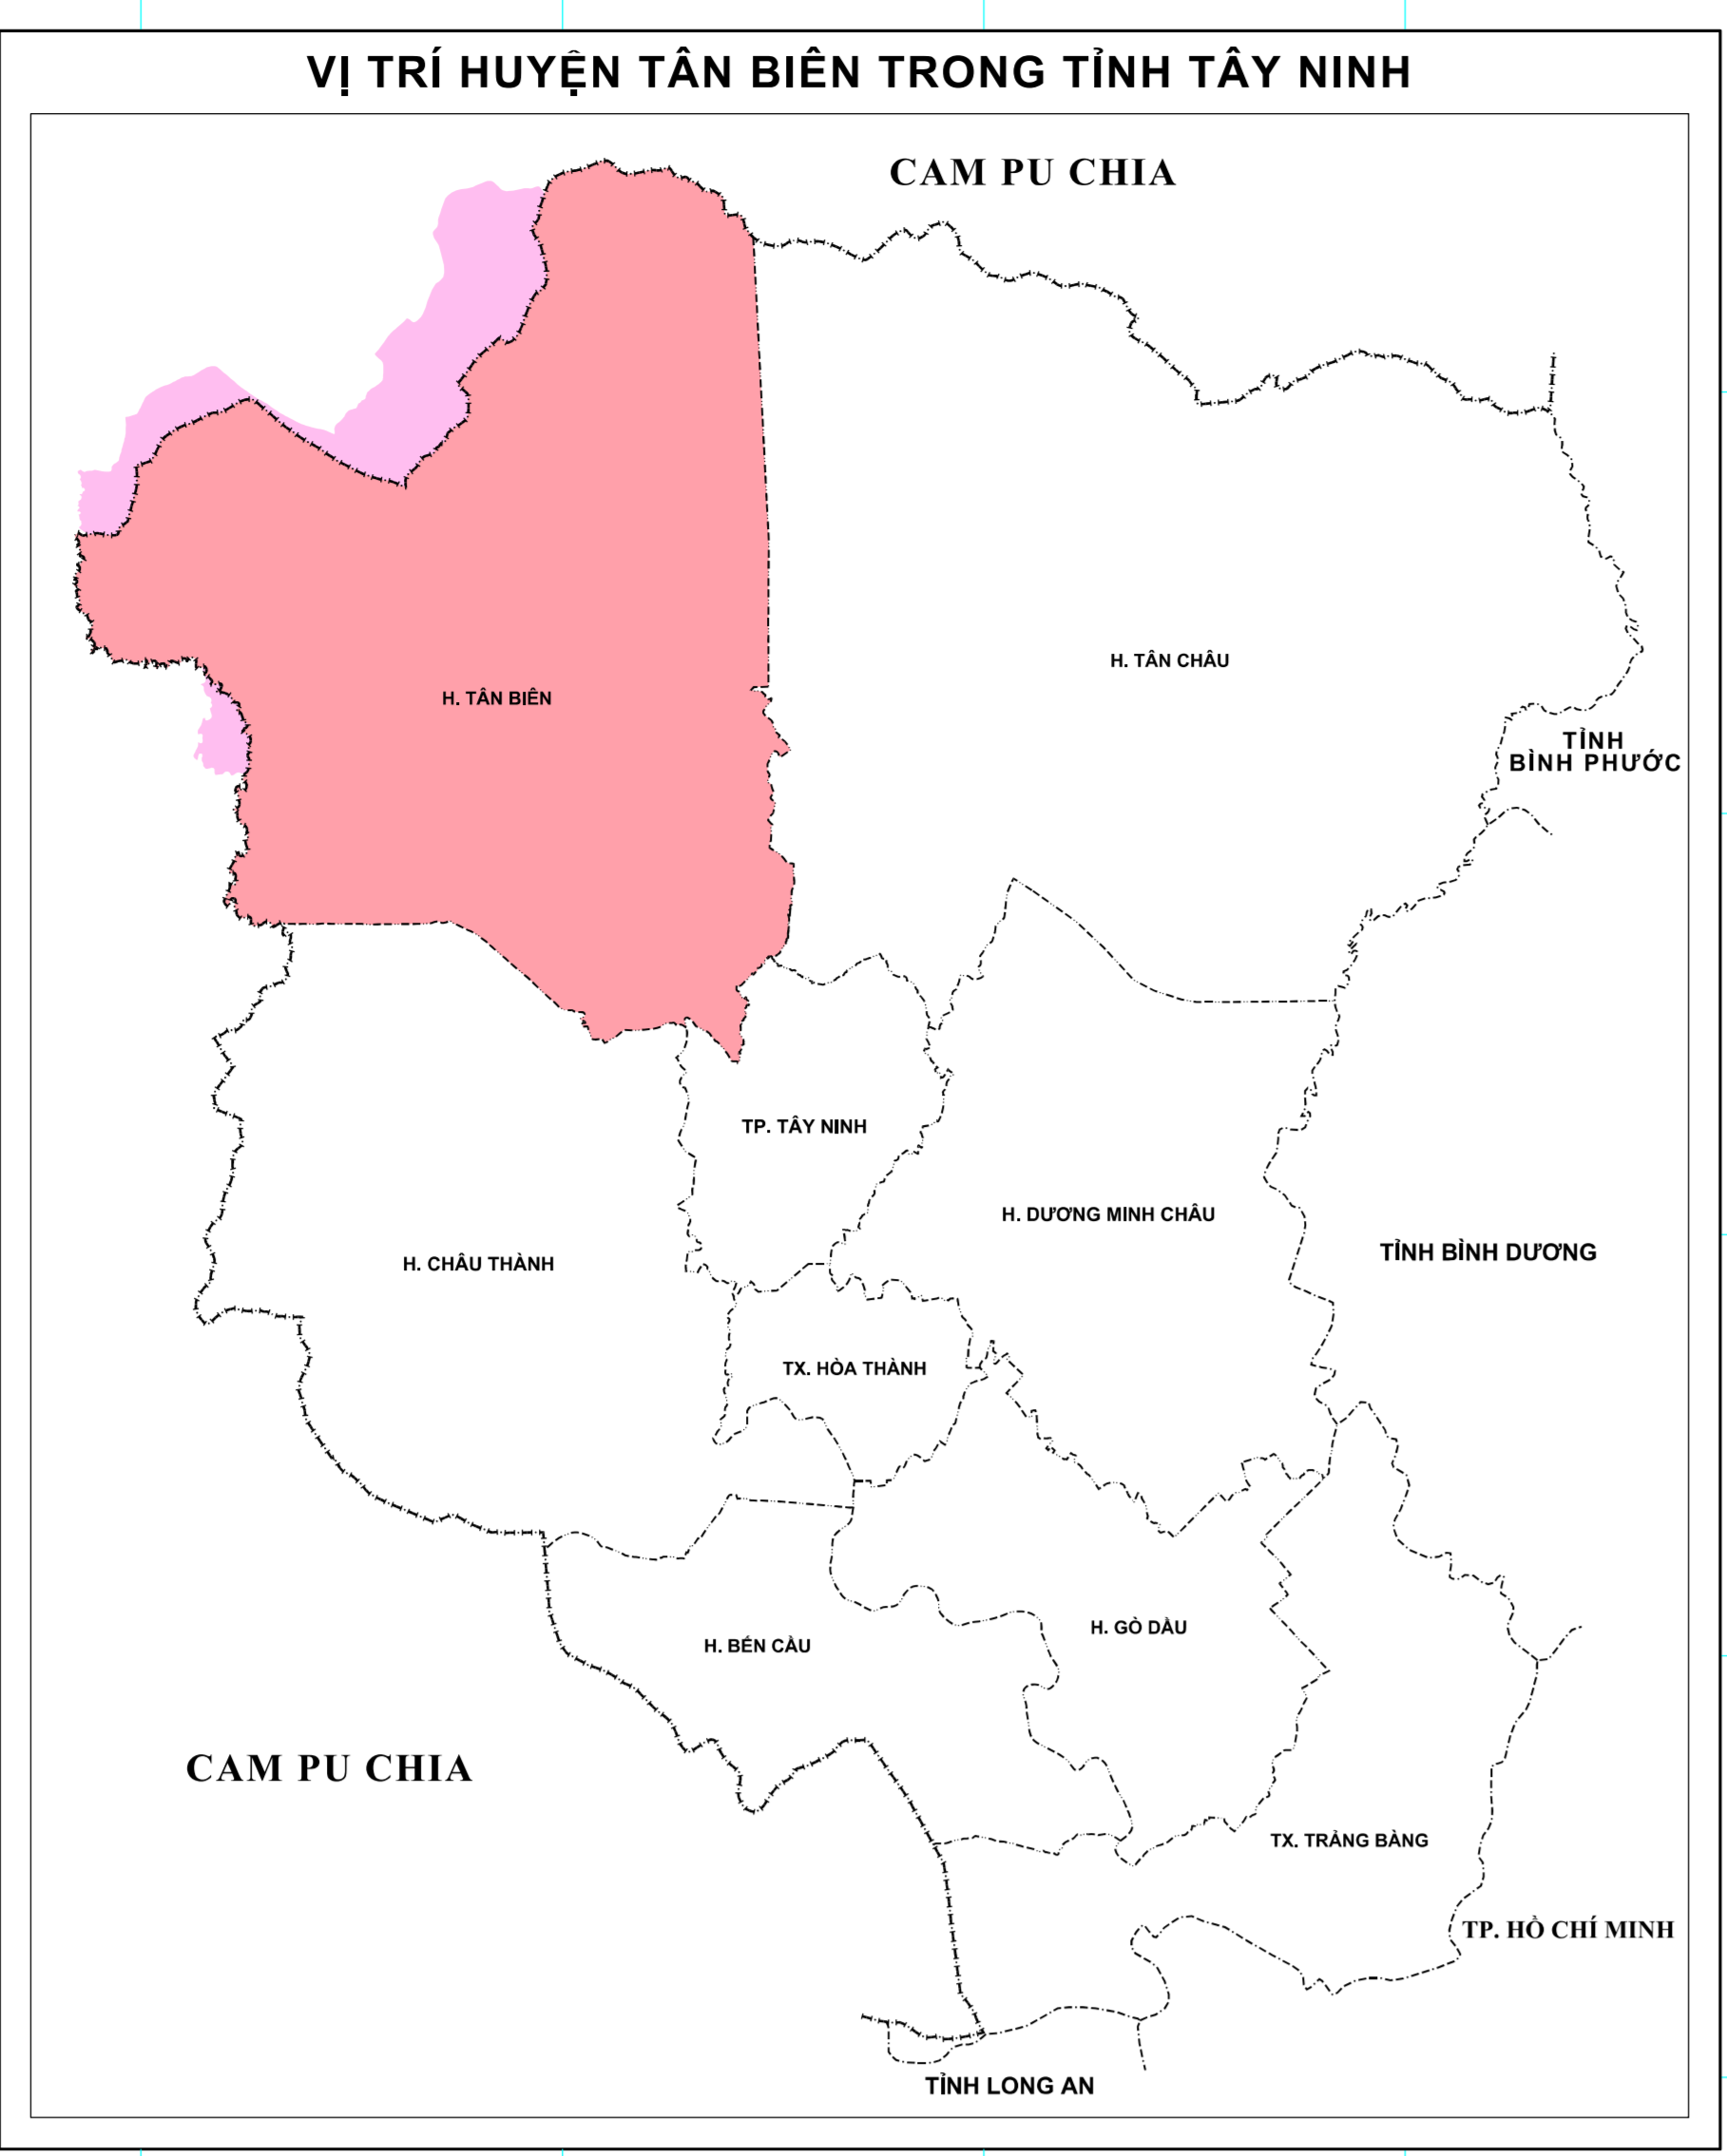 VỊ TRÍ HUYỆN TÂN BIÊN TRONG TỈNH TÂY NINH
CAM PU CHIA
H. TÂN CHÂU
H. TÂN BIÊN
TỈNH
BÌNH PHƯỚC
TP. TÂY NINH
H. DƯƠNG MINH CHÂU
TỈNH BÌNH DƯƠNG
H. CHÂU THÀNH
TX. HÒA THÀNH
H. GÒ DẦU
H. BẾN CẦU
CAM PU CHIA
TX. TRẢNG BÀNG
TP. HỒ CHÍ MINH
TỈNH LONG AN